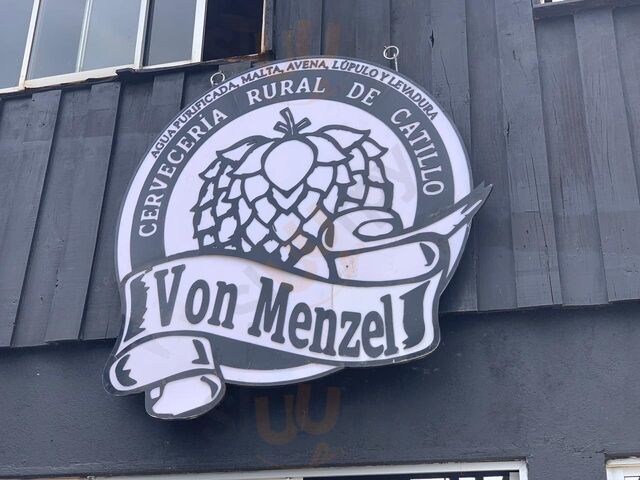 AGUA PURIFICADA, MALTA, AVENA, LÚPULO Y LEVADURA
CERVECERÍA RURAL DE CATILLO
Von Menzel